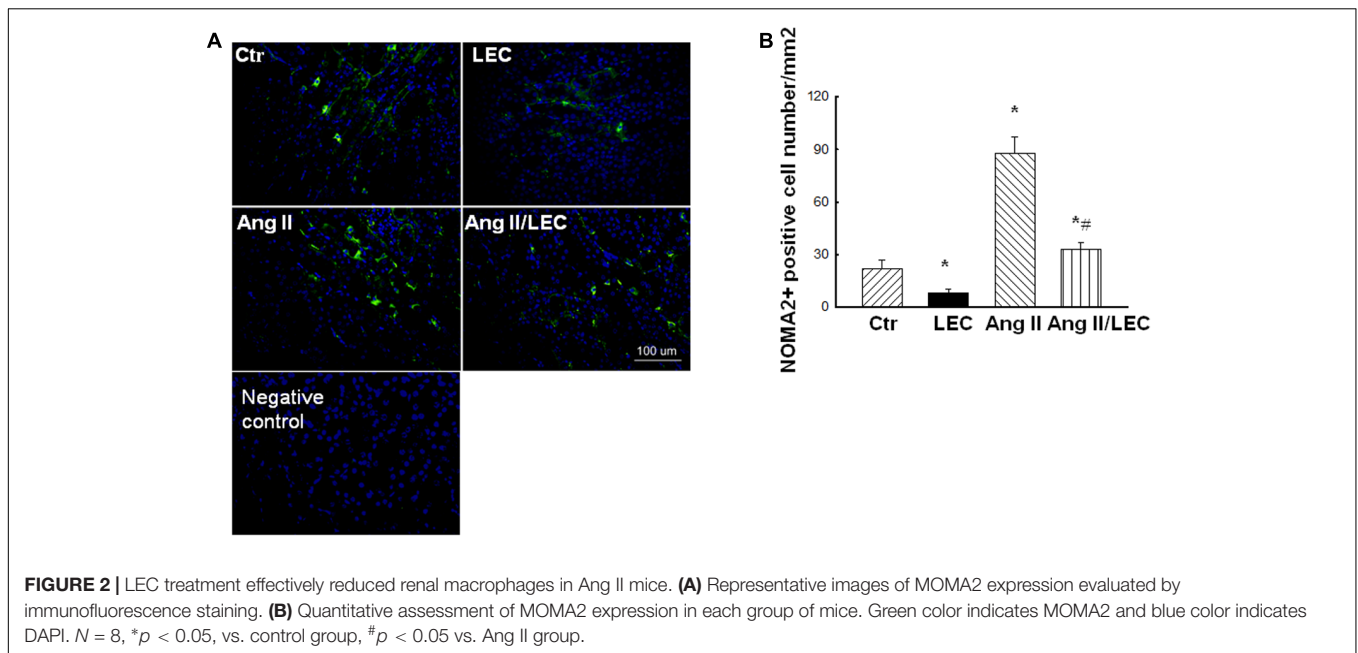 A
Ctr
LEC
Ang II
Ang II/LEC
100 um
Negative
control
B
NOMA2+ positive cell number/mm2
120
90
60
30
0
*
*
*
*#
Ctr
LEC
Ang II
Ang II/LEC
FIGURE 2 | LEC treatment effectively reduced renal macrophages in Ang II mice. (A) Representative images of MOMA2 expression evaluated by
immunofluorescence staining. (B) Quantitative assessment of MOMA2 expression in each group of mice. Green color indicates MOMA2 and blue color indicates
DAPI. N = 8, *p < 0.05, vs. control group, #p < 0.05 vs. Ang II group.